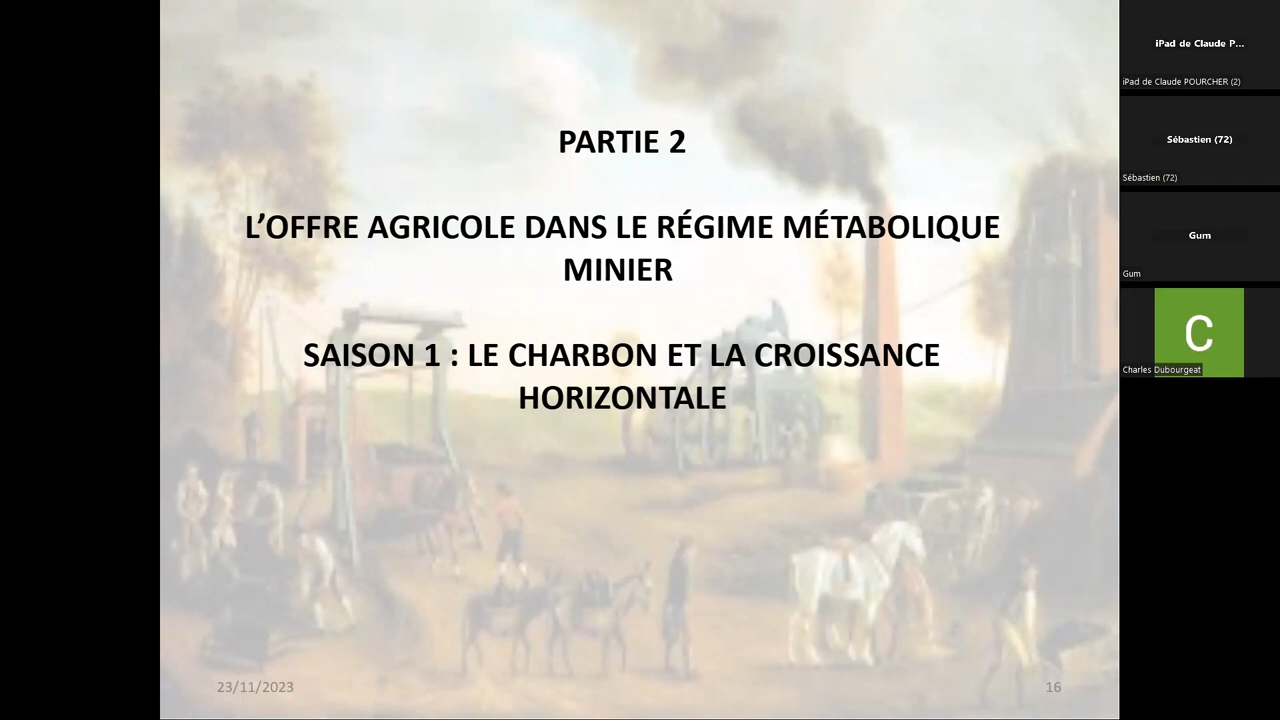 PARTIE 2
L’OFFRE AGRICOLE DANS LE RÉGIME MÉTABOLIQUE
MINIER
SAISON 1 : LE CHARBON ET LA CROISSANCE
HORIZONTALE
23/11/2023
16
iPad de Claude P...
iPad de Claude POURCHER (2)
Sébastien (72)
Sébastien (72)
Gum
Gum
C
Charles Dubourgeat